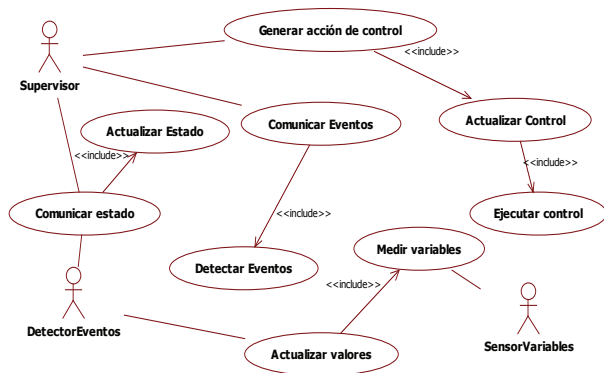 Generar acción de control
<<include>>
Supervisor
Actualizar Estado
Comunicar Eventos
Actualizar Control
<<include>>
<<include>>
Comunicar estado
<<include>>
Ejecutar control
Medir variables
Detectar Eventos
<<include>>
DetectorEventos
Actualizar valores
SensorVariables